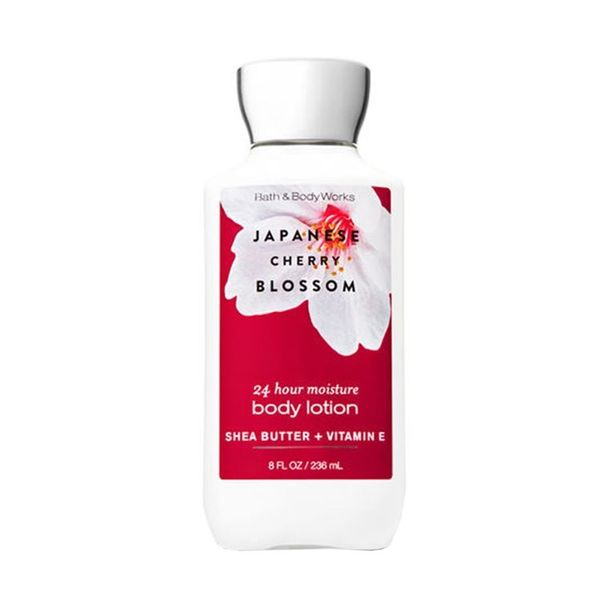 Bath & Body Works
JAPANESE
CHERRY
BLOSSOM
24 hour moisture
body lotion
SHEA BUTTER + VITAMIN E
8 FL OZ / 236 mL